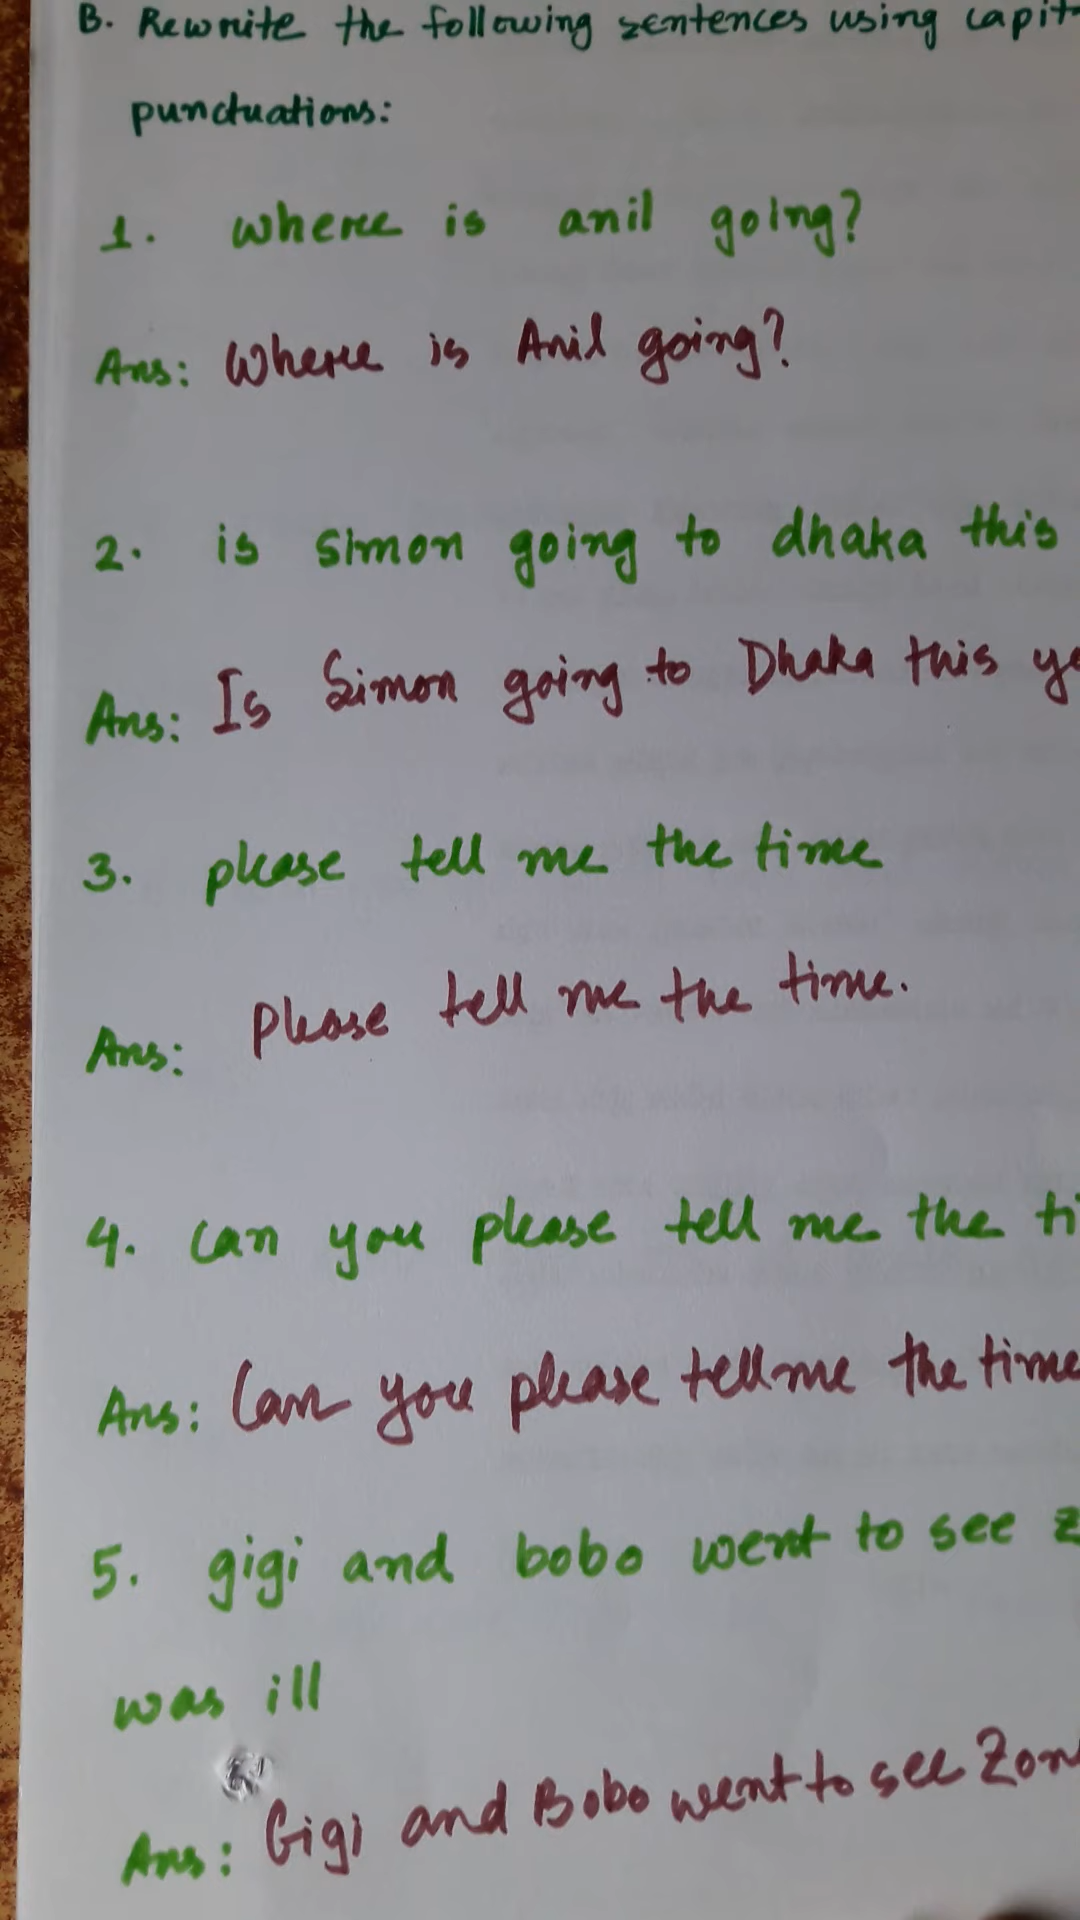 B. Rewrite the following sentences using
punctuations:
1. where is anil going?
Ans: Where is Anil going?
2. is simon going to dhaka this
Ans: Is Simon going to Dhaka this
3. please tell me the time
Ans: Please tell me the time.
4. can you please tell me the
Ans: Can you please tell me the time
5. gigi and bobo went to see
was ill
Ans: Gigi and Bobo went to see